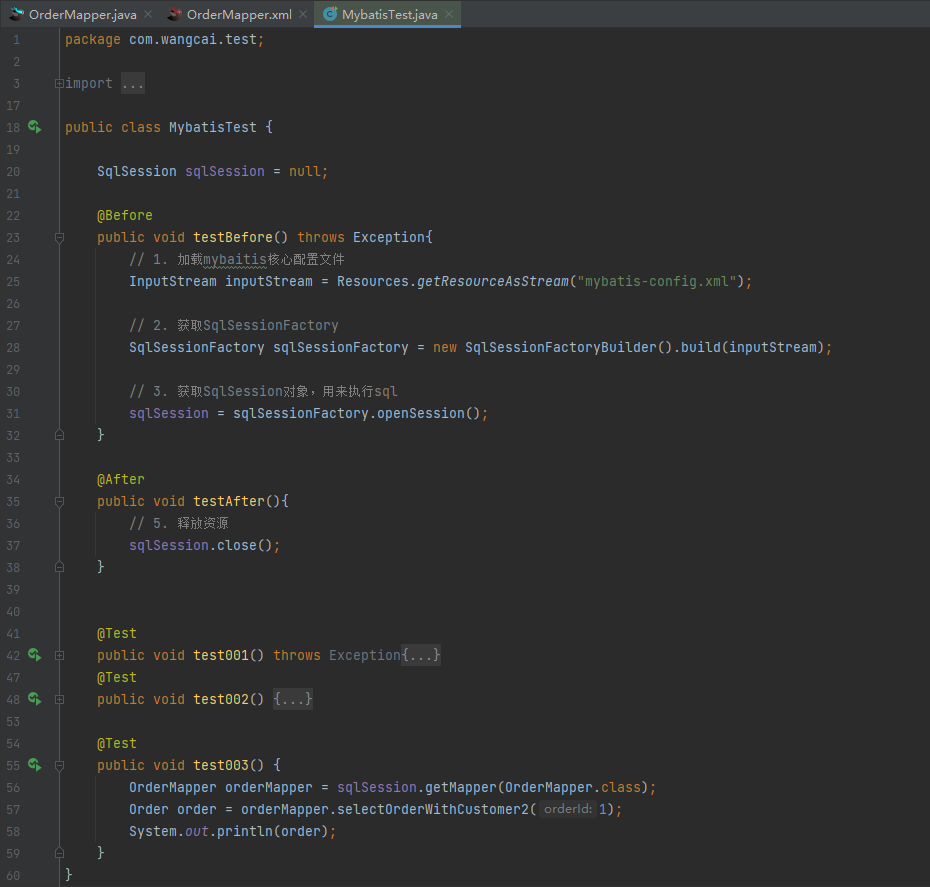 OrderMapper.java × OrderMapper.xml × MybatisTest.java ×
1 package com.wangcai.test;
2
3 import ...
17
18 public class MybatisTest {
19
20 SqlSession sqlSession = null;
21
22 @Before
23 public void testBefore() throws Exception{
24 // 1. 加载mybaitis核心配置文件
25 InputStream inputStream = Resources.getResourceAsStream("mybatis-config.xml");
26
27 // 2. 获取SqlSessionFactory
28 SqlSessionFactory sqlSessionFactory = new SqlSessionFactoryBuilder().build(inputStream);
29
30 // 3. 获取SqlSession对象，用来执行sql
31 sqlSession = sqlSessionFactory.openSession();
32 }
33
34 @After
35 public void testAfter(){
36 // 5. 释放资源
37 sqlSession.close();
38 }
39
40
41 @Test
42 public void test001() throws Exception{...}
47 @Test
48 public void test002() {...}
53
54 @Test
55 public void test003() {
56 OrderMapper orderMapper = sqlSession.getMapper(OrderMapper.class);
57 Order order = orderMapper.selectOrderWithCustomer2( orderId: 1);
58 System.out.println(order);
59 }
60 }